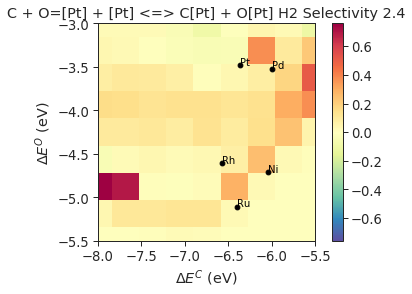 C + O=[Pt] + [Pt] <=> C[Pt] + O[Pt] H2 Selectivity 2.4
−3.0
−3.5
−4.0
−4.5
−5.0
−5.5
ΔE^O (eV)
Pt
Pd
Rh
Ni
Ru
−8.0 −7.5 −7.0 −6.5 −6.0 −5.5
ΔE^C (eV)
0.6
0.4
0.2
0.0
−0.2
−0.4
−0.6